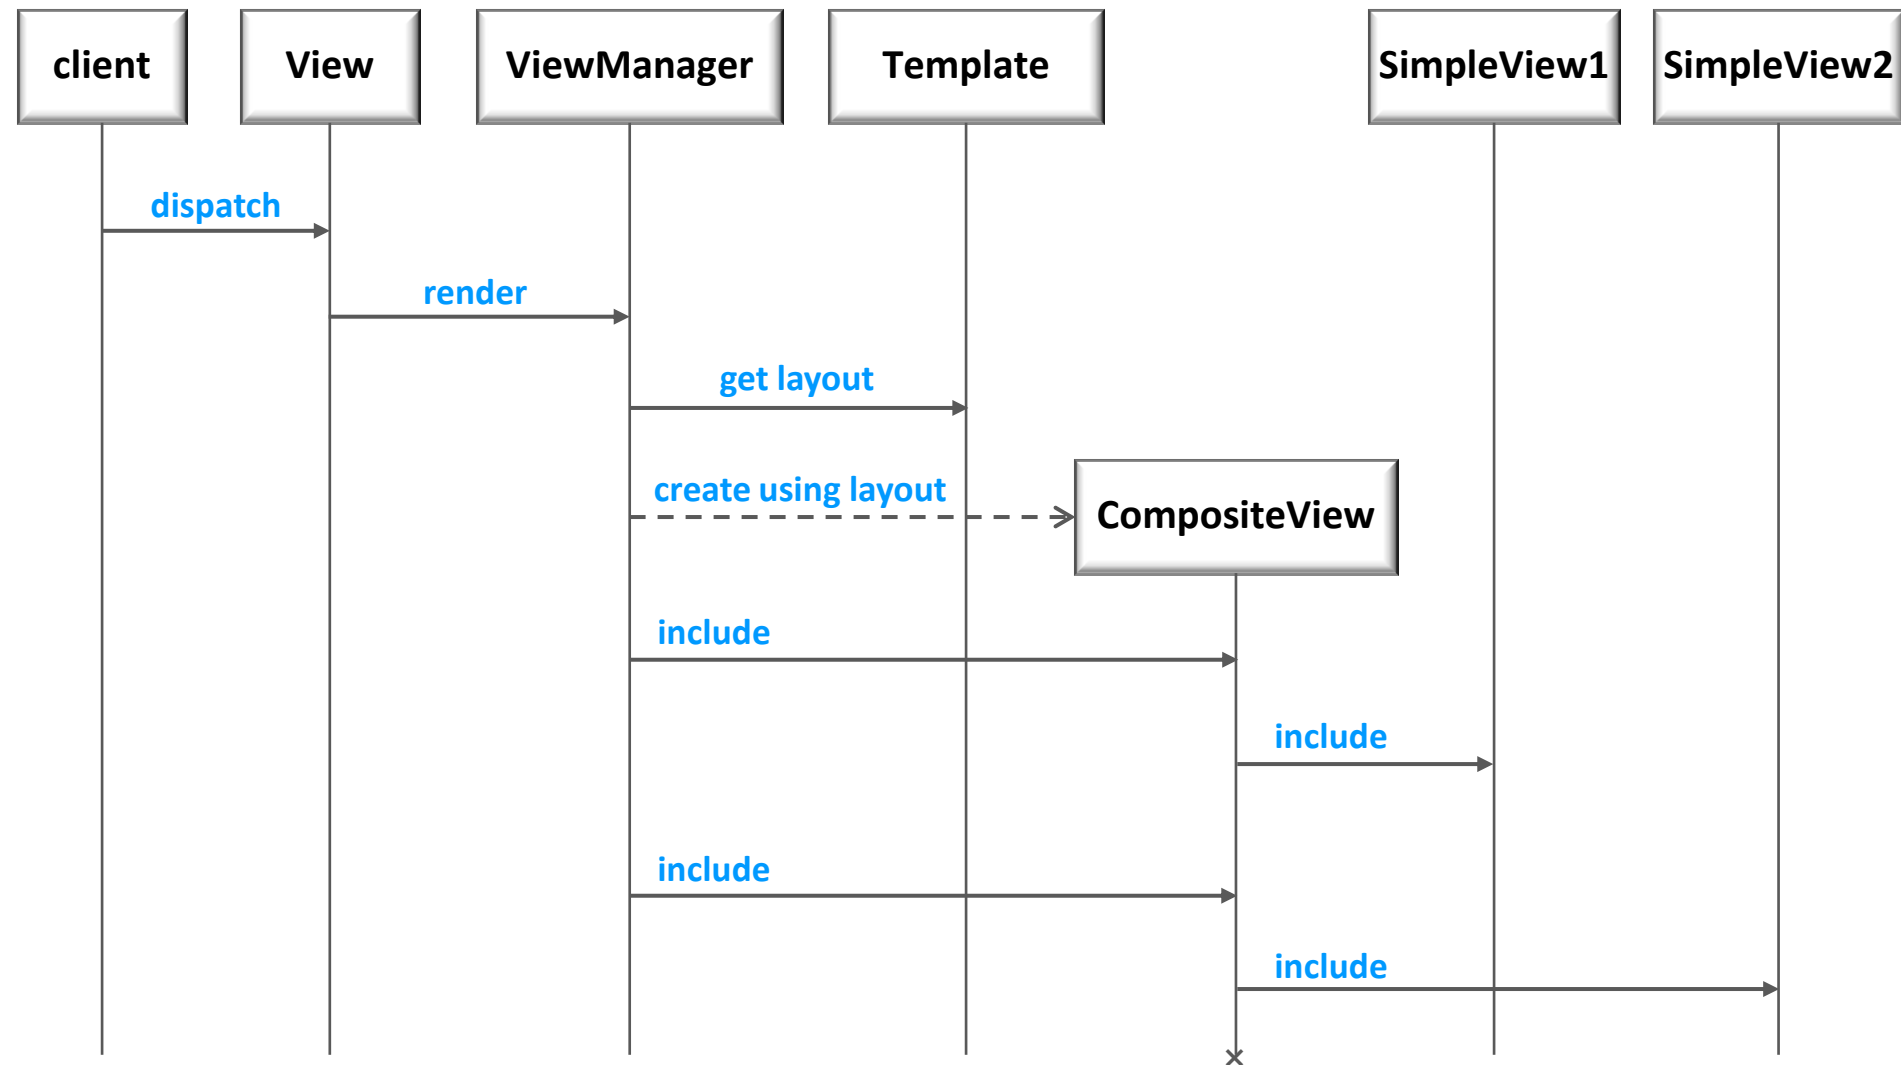 client
View
ViewManager
Template
SimpleView1
SimpleView2
dispatch
render
get layout
create using layout
CompositeView
include
include
include
include